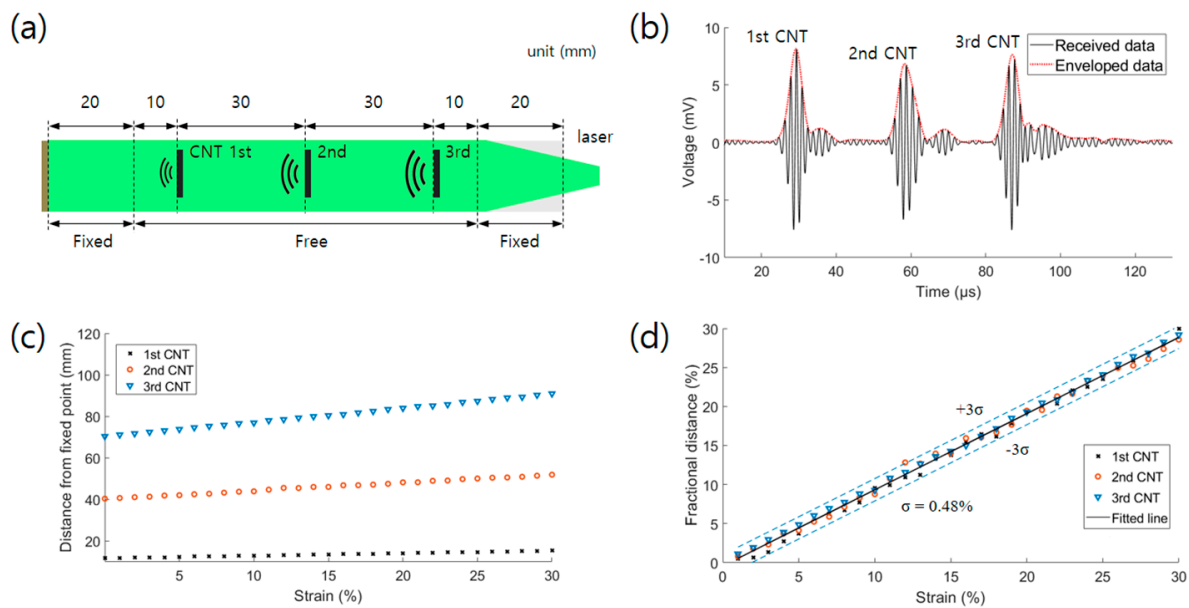 (a)
unit (mm)
20 10 30 30 10 20
laser
CNT 1st 2nd 3rd
Fixed Free Fixed
(b)
1st CNT
2nd CNT
3rd CNT
Received data
Enveloped data
10
5
0
-5
-10
Voltage (mV)
20 40 60 80 100 120
Time (µs)
(c)
120
100
80
60
40
20
Distance from fixed point (mm)
1st CNT
2nd CNT
3rd CNT
5 10 15 20 25 30
Strain (%)
(d)
30
25
20
15
10
5
0
Fractional distance (%)
+3σ
-3σ
σ = 0.48%
1st CNT
2nd CNT
3rd CNT
Fitted line
0 5 10 15 20 25 30
Strain (%)